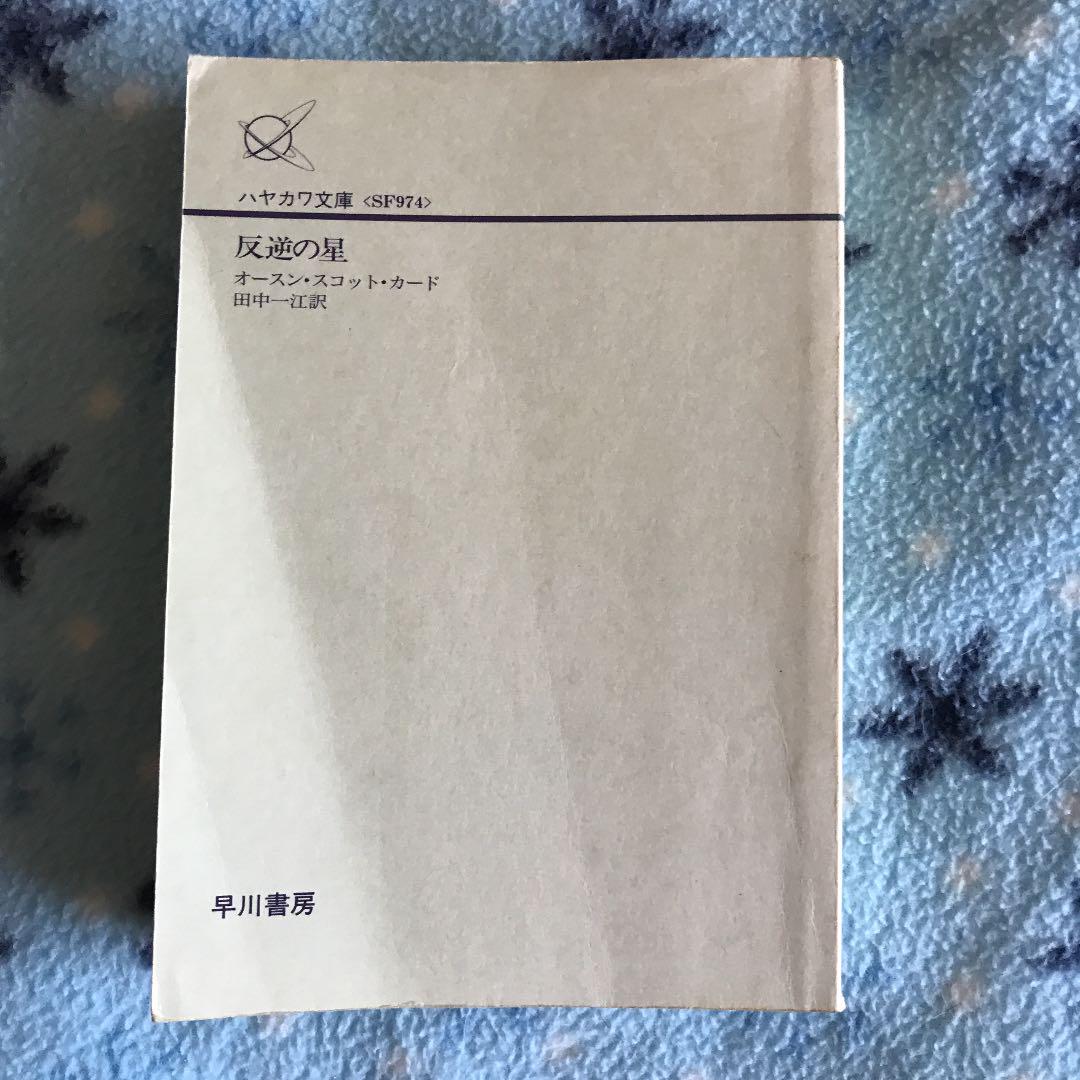 ハヤカワ文庫 〈SF974〉
反逆の星
オースン・スコット・カード
田中一江訳
早川書房